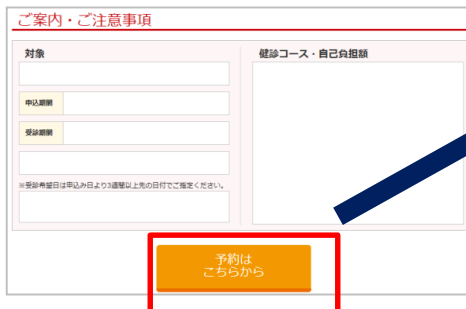 ご案内・ご注意事項
対象
申込期間
受診期間
※受診希望日は申込み日より3週間以上先の日付でご指定ください。
健診コース・自己負担額
予約は
こちらから